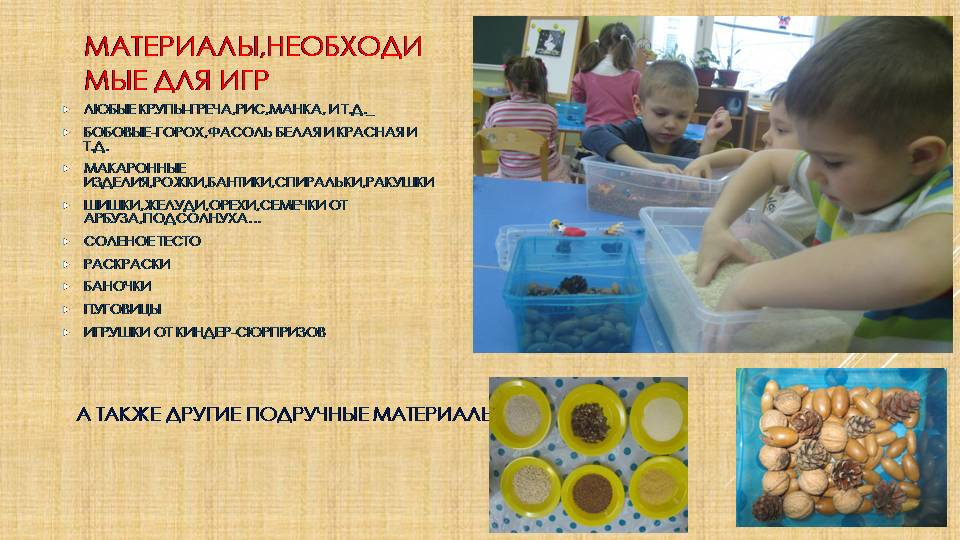 МАТЕРИАЛЫ,НЕОБХОДИ
МЫЕ ДЛЯ ИГР
ЛЮБЫЕ КРУПЫ-ГРЕЧА,РИС,МАНКА, И Т.Д._
БОБОВЫЕ-ГОРОХ,ФАСОЛЬ БЕЛАЯ И КРАСНАЯ И
Т.Д.
МАКАРОННЫЕ
ИЗДЕЛИЯ,РОЖКИ,БАНТИКИ,СПИРАЛЬКИ,РАКУШКИ
ШИШКИ,ЖЕЛУДИ,ОРЕХИ,СЕМЕЧКИ ОТ
АРБУЗА,ПОДСОЛНУХА...
СОЛЕНОЕ ТЕСТО
РАСКРАСКИ
БАНОЧКИ
ПУГОВИЦЫ
ИГРУШКИ ОТ КИНДЕР-СЮРПРИЗОВ
А ТАКЖЕ ДРУГИЕ ПОДРУЧНЫЕ МАТЕРИАЛЫ